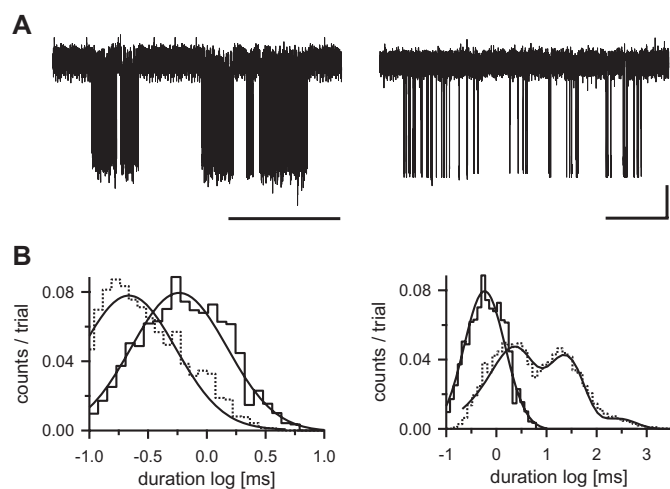 A
B
0.08
0.04
0.00
counts / trial
-1.0 -0.5 0.0 0.5 1.0
duration log [ms]
0.08
0.04
0.00
counts / trial
-1 0 1 2 3
duration log [ms]